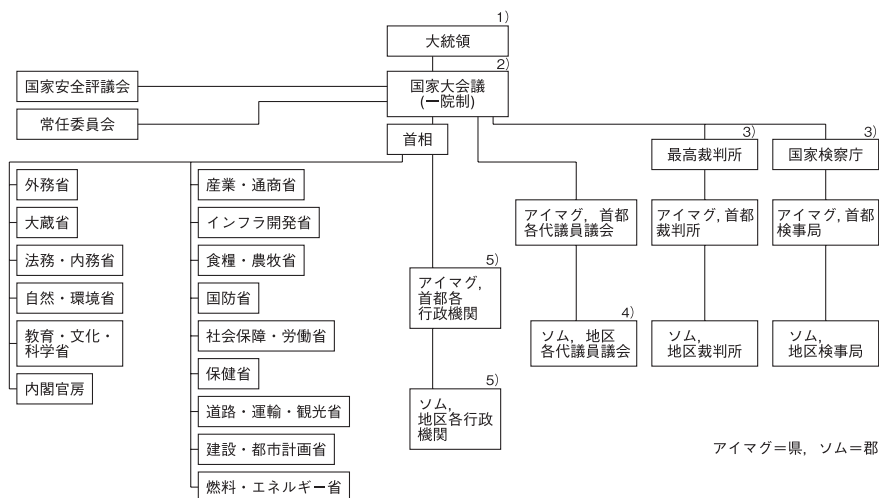 1)
大統領
2)
国家大会議
(一院制)
国家安全評議会
常任委員会
首相
3)
最高裁判所
3)
国家検察庁
外務省
大蔵省
法務・内務省
自然・環境省
教育・文化・
科学省
内閣官房
産業・通商省
インフラ開発省
食糧・農牧省
国防省
社会保障・労働省
保健省
道路・運輸・観光省
建設・都市計画省
燃料・エネルギー省
5)
アイマグ,
首都各
行政機関
5)
ソム,
地区各行政
機関
アイマグ, 首都
各代議員議会
4)
ソム, 地区
各代議員議会
アイマグ, 首都
裁判所
ソム,
地区裁判所
アイマグ, 首都
検事局
ソム,
地区検事局
アイマグ＝県, ソム＝郡